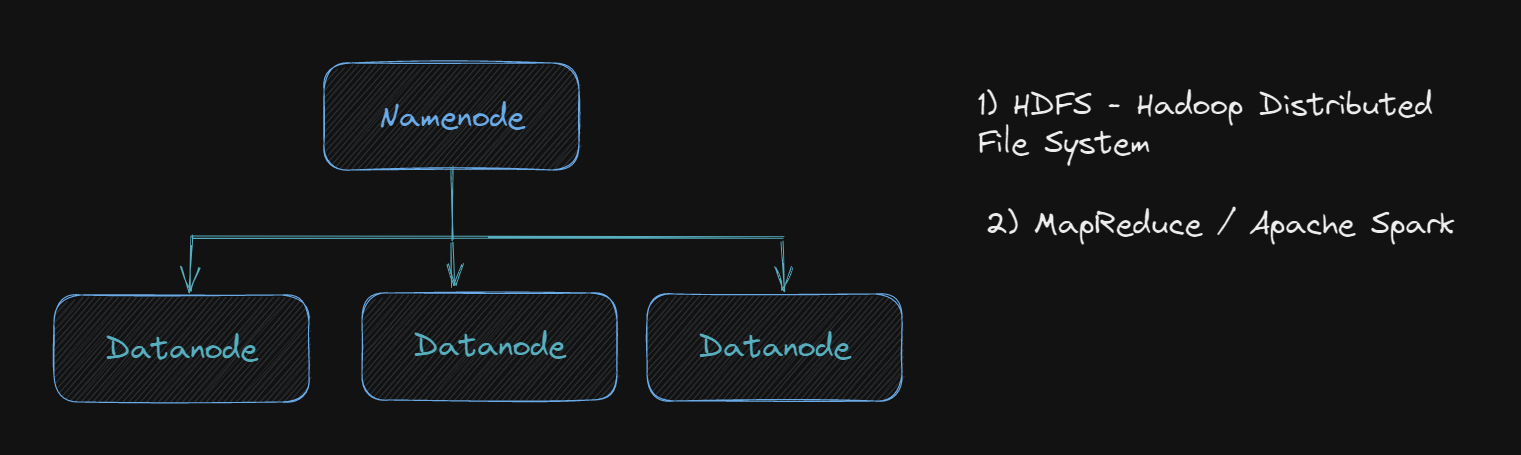 Namenode
Datanode
Datanode
Datanode
1) HDFS - Hadoop Distributed
File System
2) MapReduce / Apache Spark